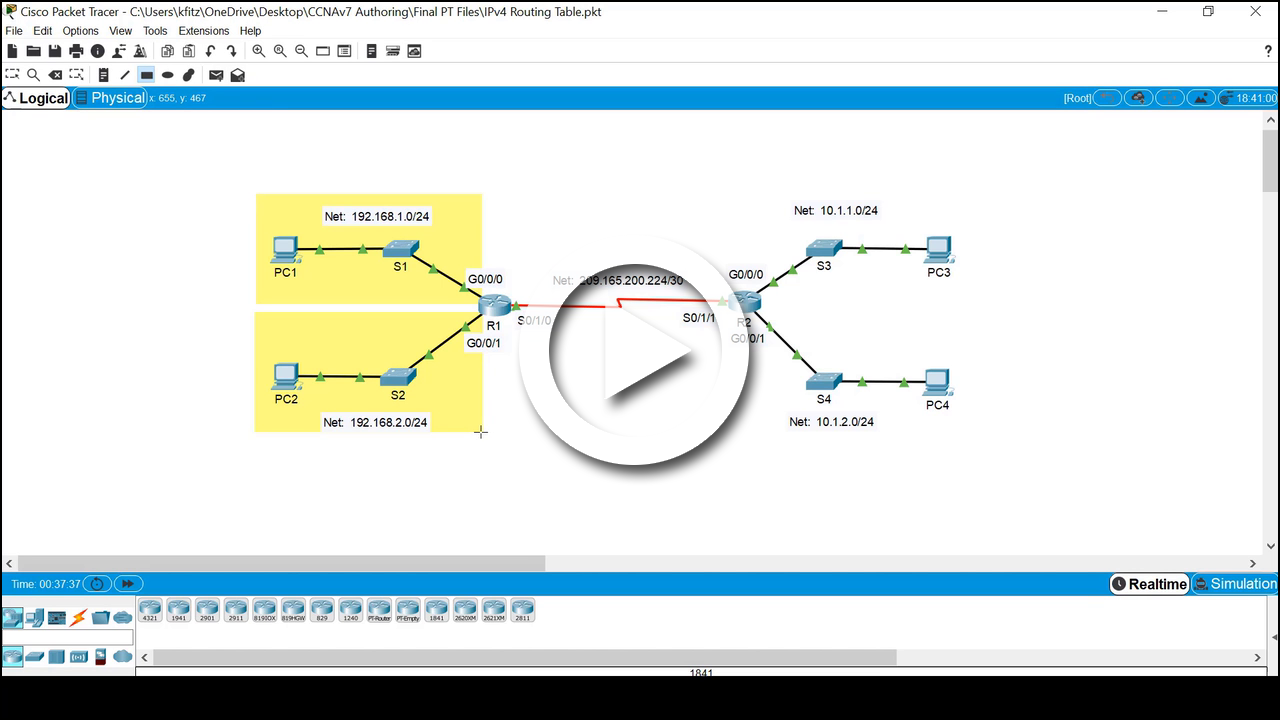 Cisco Packet Tracer - C:\Users\kfitz\OneDrive\Desktop\CCNAv7 Authoring\Final PT Files\IPv4 Routing Table.pkt
File Edit Options View Tools Extensions Help
?
Logical Physical x: 655, y: 467 [Root] 18:41:00
Net: 192.168.1.0/24
Net: 10.1.1.0/24
PC1
S1
G0/0/0
Net: 209.165.200.224/30
G0/0/0
S3
PC3
R1
S0/1/0
S0/1/1
R2
G0/0/1
G0/0/1
PC2
S2
S4
PC4
Net: 192.168.2.0/24
Net: 10.1.2.0/24
Time: 00:37:37 Realtime Simulation
4321 1941 2901 2911 819IOX 819HGW 829 1240 PT-Router PT-Empty 1841 2620XM 2621XM 2811
1841